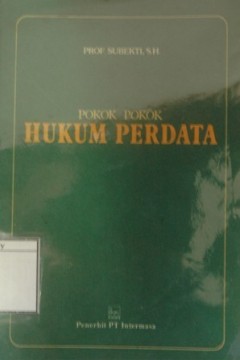 PROF. SUBEKTI, S.H.
POKOK-POKOK
HUKUM PERDATA
Penerbit PT Intermasa